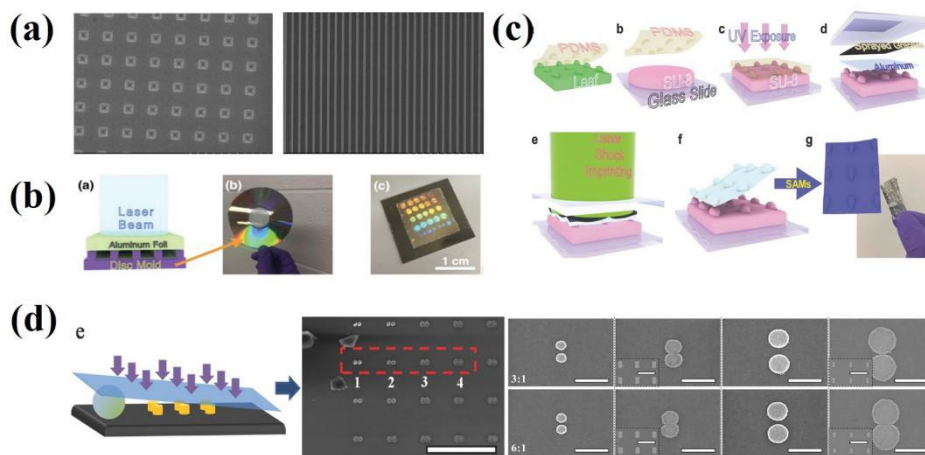 (a)
(b)
(a)
Laser
Beam
Aluminum Foil
Disc Mold
(b)
(c)
1 cm
(c)
PDMS
Leaf
b
PDMS
SU-8
Glass Slide
c
UV Exposure
SU-8
d
Sprayed
Aluminum
e
Laser
Shock
Imprinting
f
SAMs
g
(d)
e
1 2 3 4
3:1
6:1